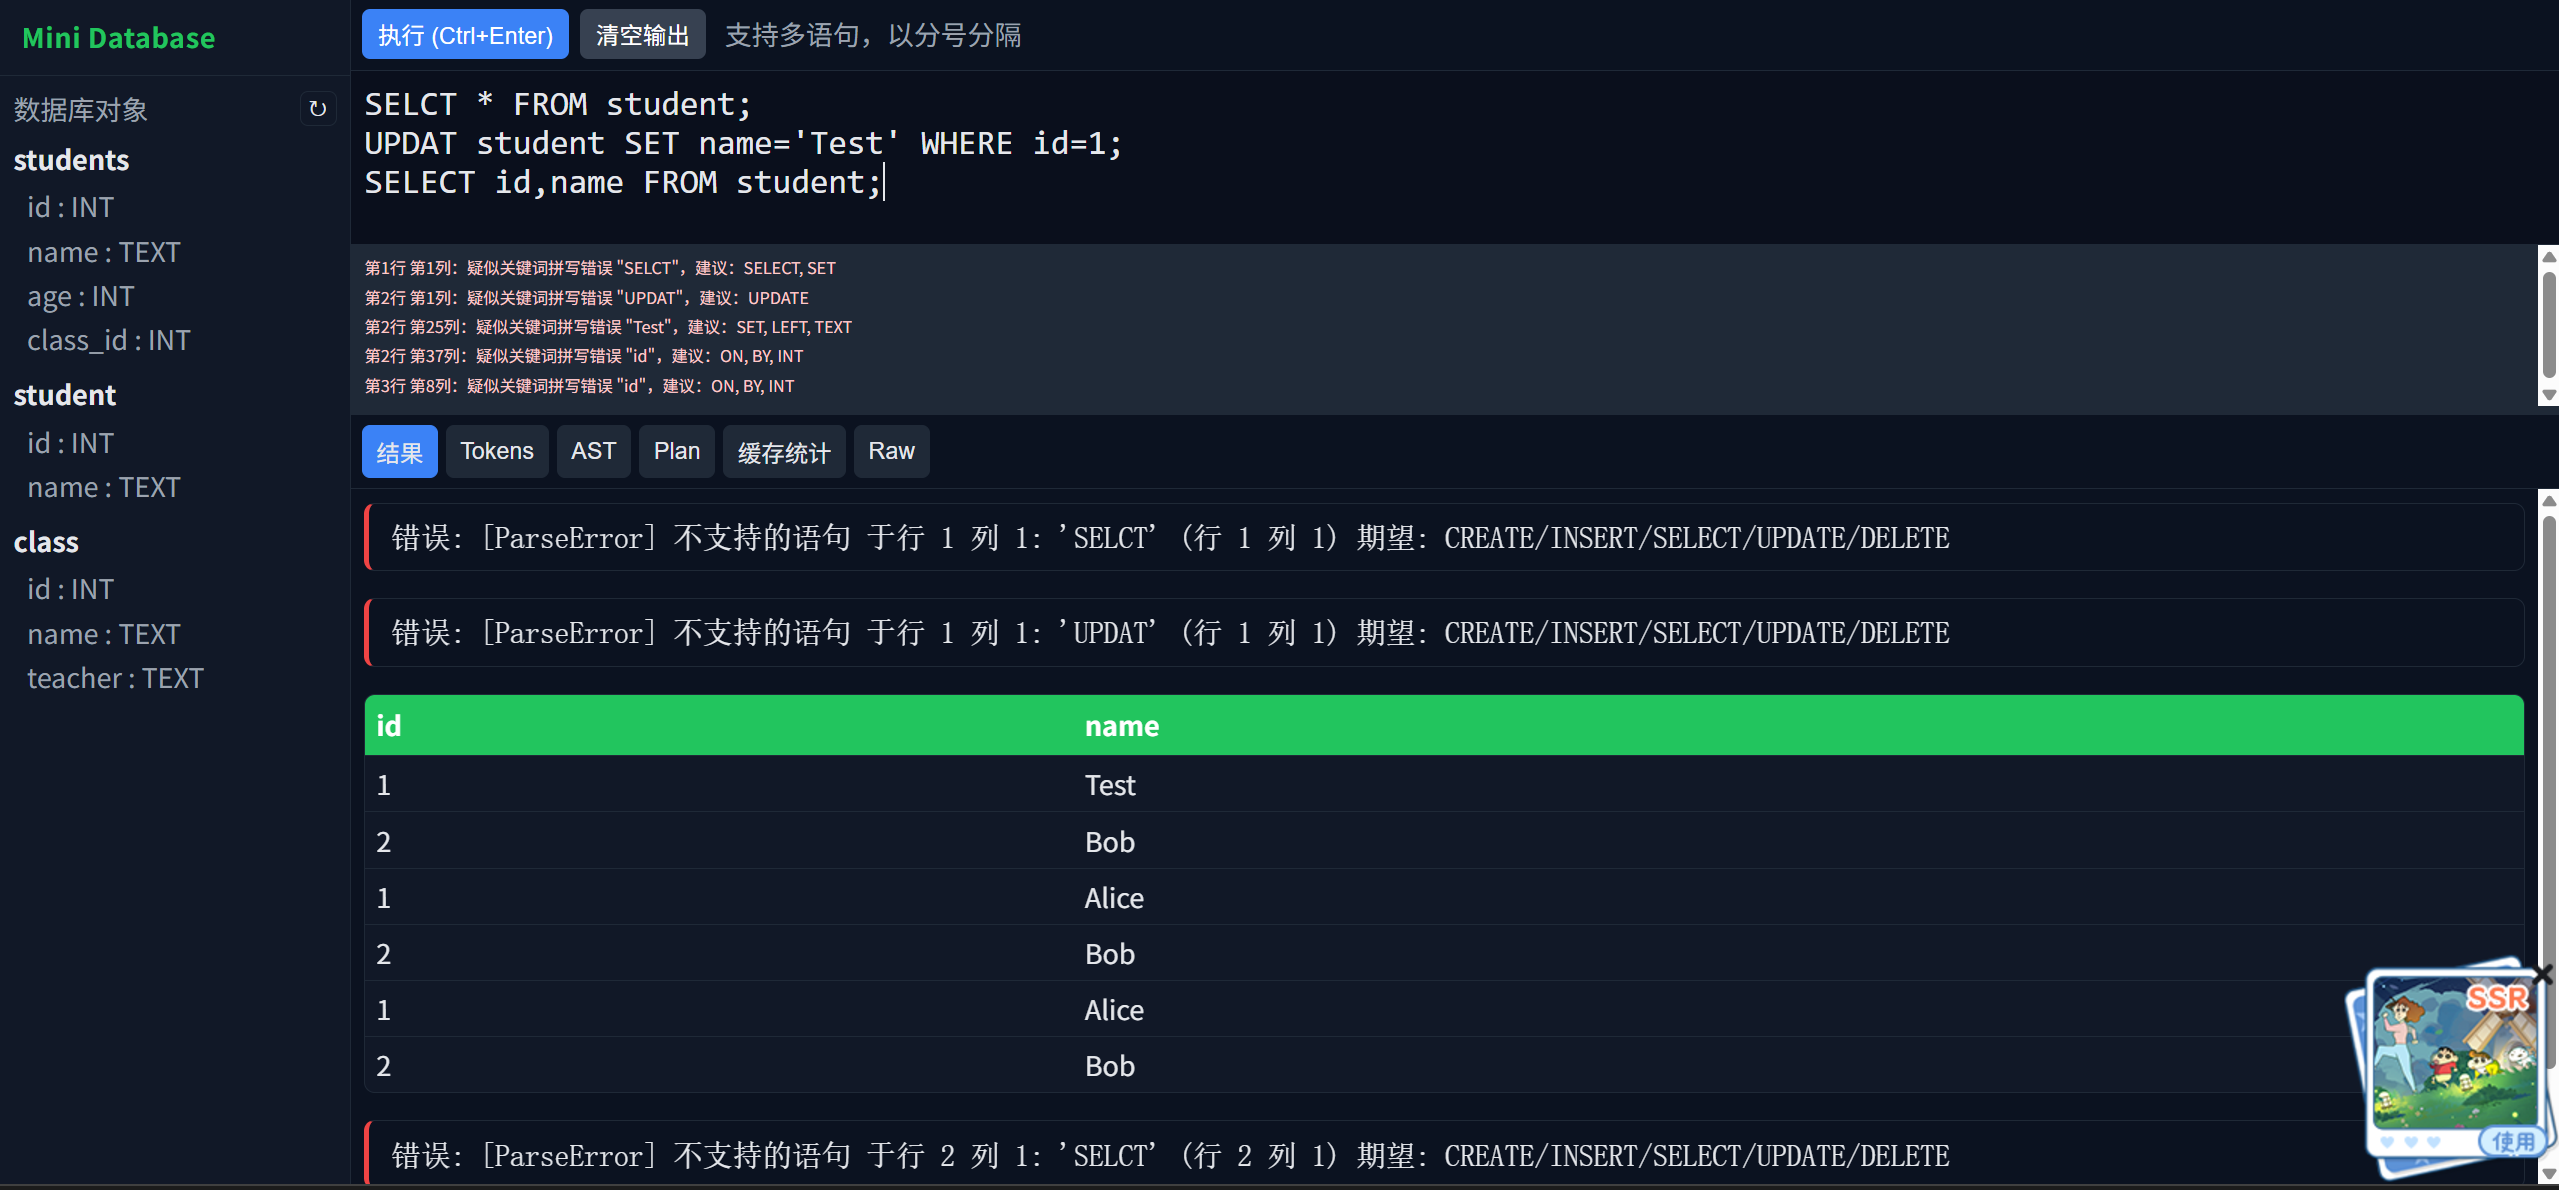 Mini Database
数据库对象
↻
students
id : INT
name : TEXT
age : INT
class_id : INT
student
id : INT
name : TEXT
class
id : INT
name : TEXT
teacher : TEXT
执行 (Ctrl+Enter) 清空输出 支持多语句，以分号分隔
SELCT * FROM student;
UPDAT student SET name='Test' WHERE id=1;
SELECT id,name FROM student;
第1行 第1列：疑似关键词拼写错误 "SELCT"，建议：SELECT, SET
第2行 第1列：疑似关键词拼写错误 "UPDAT"，建议：UPDATE
第2行 第25列：疑似关键词拼写错误 "Test"，建议：SET, LEFT, TEXT
第2行 第37列：疑似关键词拼写错误 "id"，建议：ON, BY, INT
第3行 第8列：疑似关键词拼写错误 "id"，建议：ON, BY, INT
结果 Tokens AST Plan 缓存统计 Raw
错误: [ParseError] 不支持的语句 于行 1 列 1: 'SELCT' (行 1 列 1) 期望: CREATE/INSERT/SELECT/UPDATE/DELETE
错误: [ParseError] 不支持的语句 于行 1 列 1: 'UPDAT' (行 1 列 1) 期望: CREATE/INSERT/SELECT/UPDATE/DELETE
id name
1 Test
2 Bob
1 Alice
2 Bob
1 Alice
2 Bob
错误: [ParseError] 不支持的语句 于行 2 列 1: 'SELCT' (行 2 列 1) 期望: CREATE/INSERT/SELECT/UPDATE/DELETE
SSR
使用